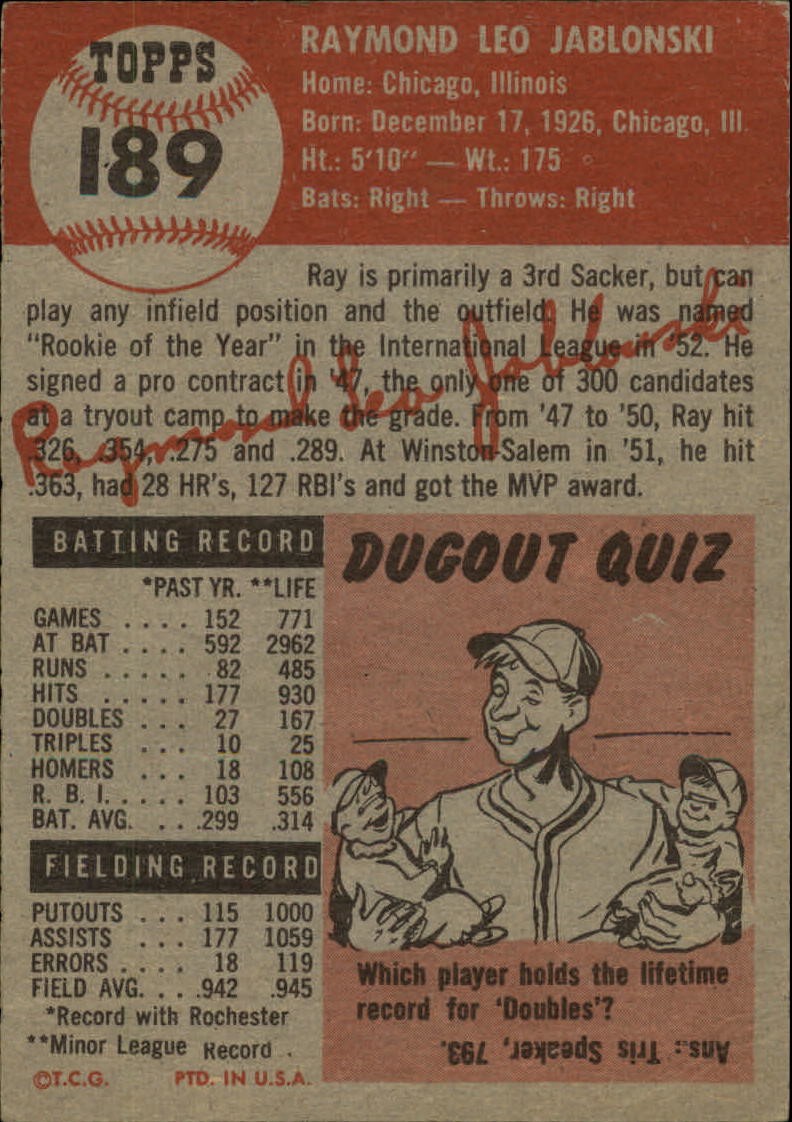 TOPPS
189
RAYMOND LEO JABLONSKI
Home: Chicago, Illinois
Born: December 17, 1926, Chicago, Ill.
Ht.: 5'10" — Wt.: 175
Bats: Right — Throws: Right
Ray is primarily a 3rd Sacker, but can
play any infield position and the outfield. He was named
"Rookie of the Year" in the International League in '52. He
signed a pro contract in '47, the only one of 300 candidates
at a tryout camp to make the grade. From '47 to '50, Ray hit
.326, .354, .275 and .289. At Winston-Salem in '51, he hit
.363, had 28 HR's, 127 RBI's and got the MVP award.
Raymond Leo Jablonski
BATTING RECORD
*PAST YR. **LIFE
GAMES .... 152 771
AT BAT .... 592 2962
RUNS ..... 82 485
HITS ..... 177 930
DOUBLES ... 27 167
TRIPLES ... 10 25
HOMERS ... 18 108
R. B. I. .... 103 556
BAT. AVG. ... .299 .314
FIELDING RECORD
PUTOUTS ... 115 1000
ASSISTS ... 177 1059
ERRORS .... 18 119
FIELD AVG. ... .942 .945
*Record with Rochester
**Minor League Record .
©T.C.G. PTD. IN U.S.A.
DUGOUT QUIZ
Which player holds the lifetime
record for 'Doubles'?
Ans.: Tris Speaker, 793.